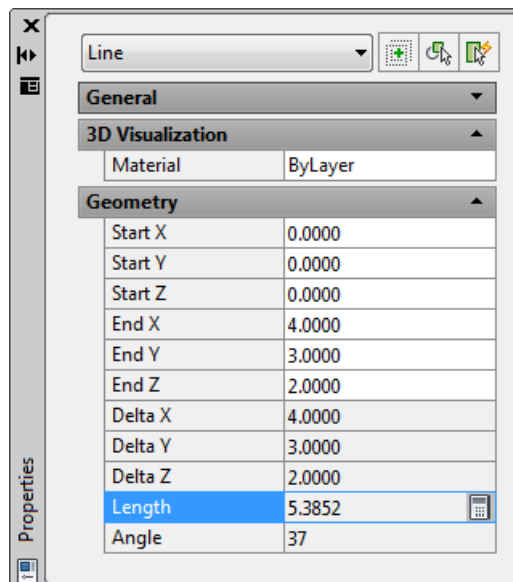 Line
General
3D Visualization
Material ByLayer
Geometry
Start X 0.0000
Start Y 0.0000
Start Z 0.0000
End X 4.0000
End Y 3.0000
End Z 2.0000
Delta X 4.0000
Delta Y 3.0000
Delta Z 2.0000
Length 5.3852
Angle 37
Properties